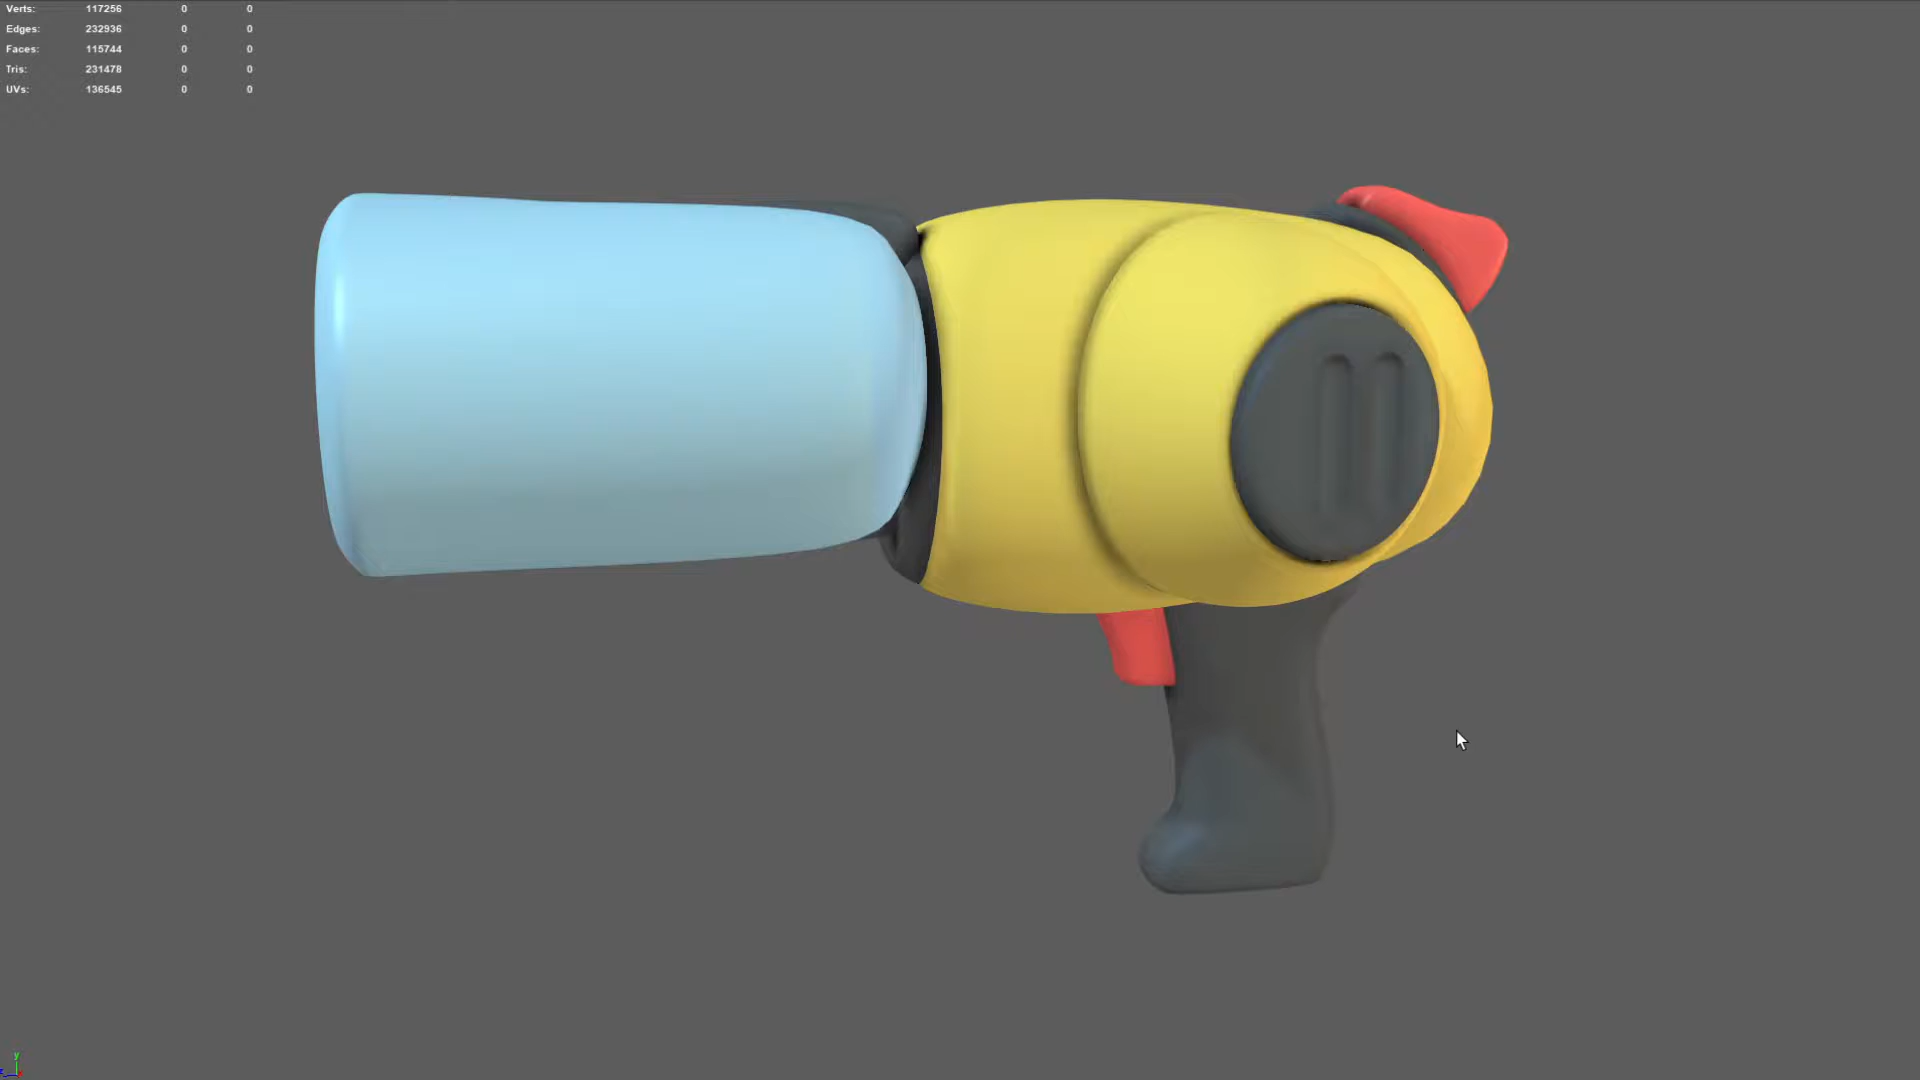 Verts: 117256 0 0
Edges: 232936 0 0
Faces: 115744 0 0
Tris: 231478 0 0
UVs: 136545 0 0
y